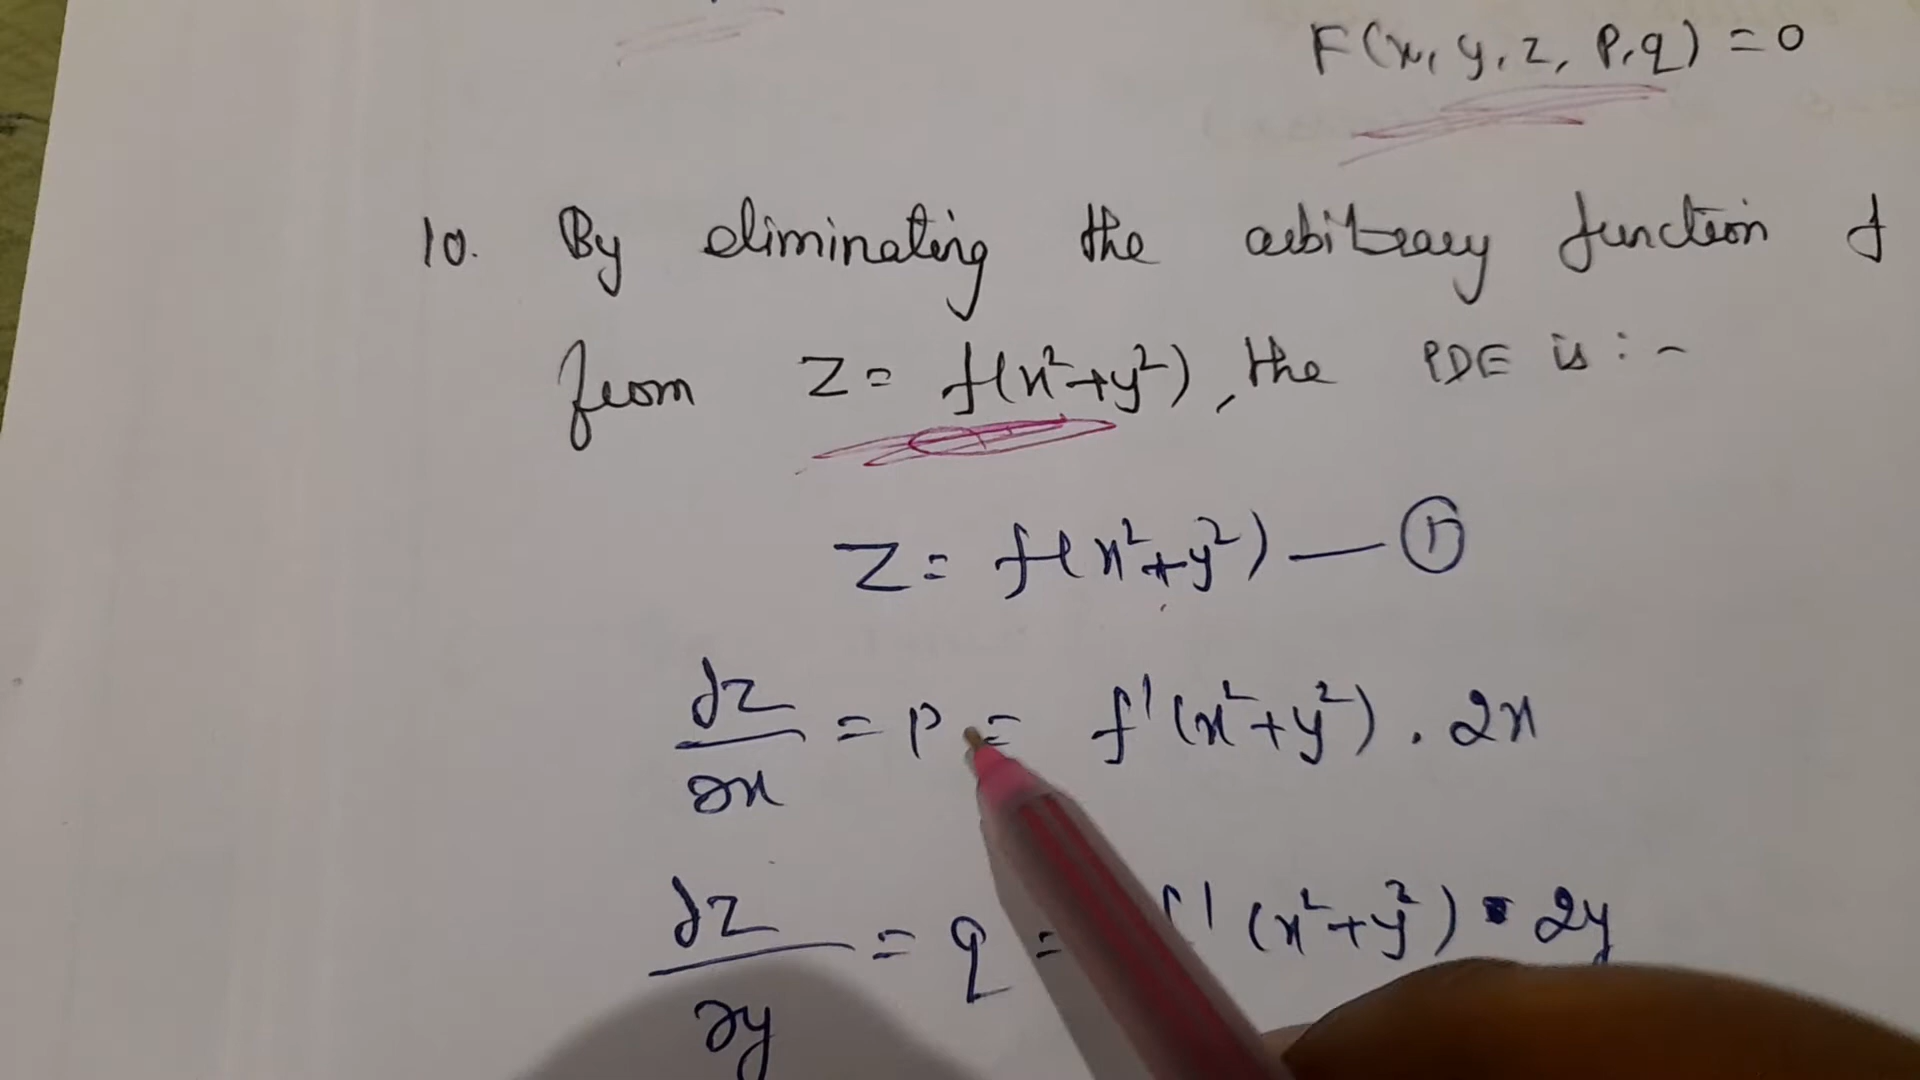 F(x, y, z, p, q) = 0
10. By eliminating the arbitrary function f
from z = f(x²+y²), the PDE is :-
z = f(x²+y²) — ①
∂z/∂x = p = f'(x²+y²) . 2x
∂z/∂y = q = f'(x²+y²) . 2y